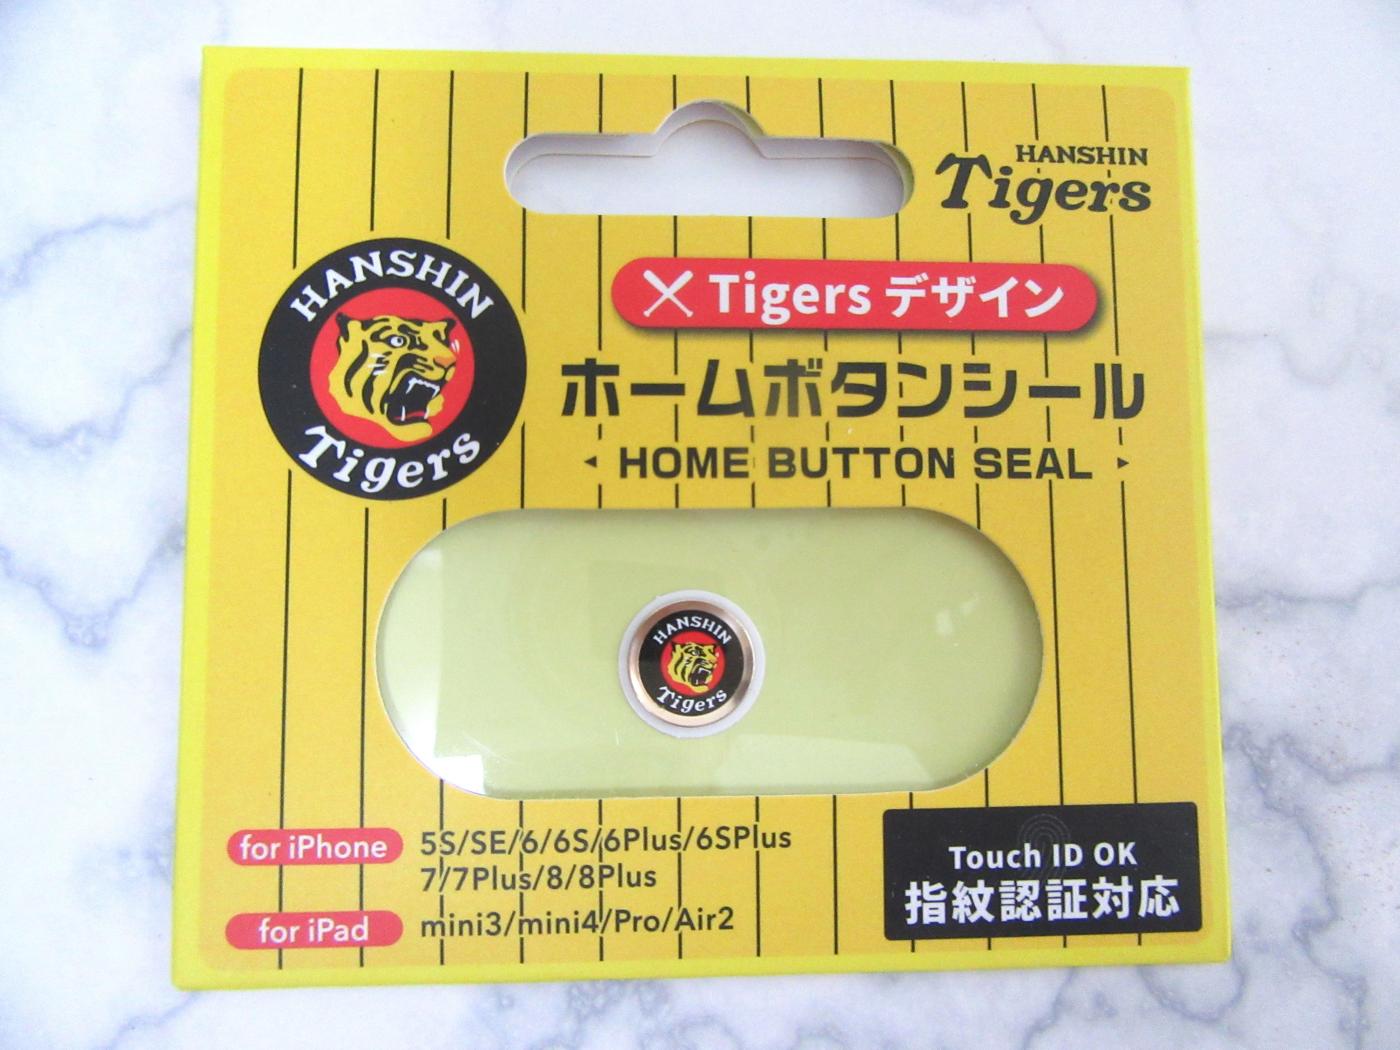 HANSHIN
Tigers
HANSHIN
Tigers
Tigers デザイン
ホームボタンシール
HOME BUTTON SEAL
HANSHIN
Tigers
for iPhone 5S/SE/6/6S/6Plus/6SPlus
7/7Plus/8/8Plus
for iPad mini3/mini4/Pro/Air2
Touch ID OK
指紋認証対応